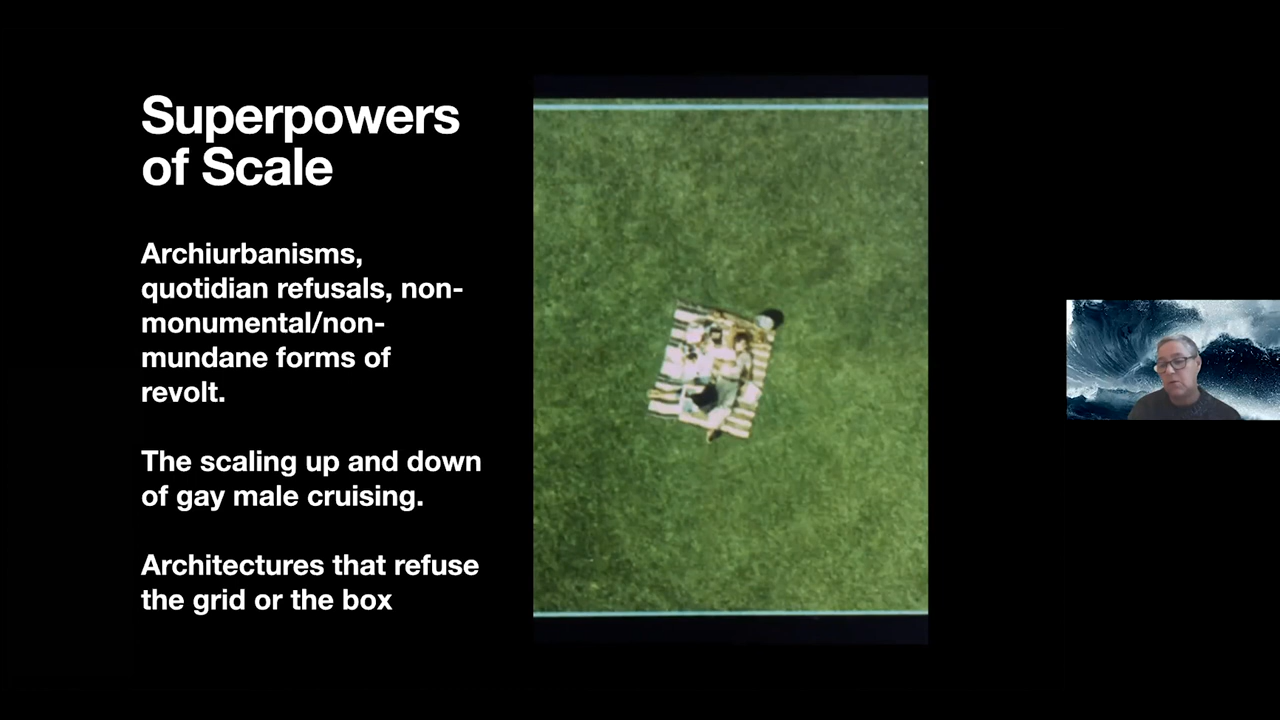 Superpowers
of Scale
Archiurbanisms,
quotidian refusals, non-
monumental/non-
mundane forms of
revolt.
The scaling up and down
of gay male cruising.
Architectures that refuse
the grid or the box